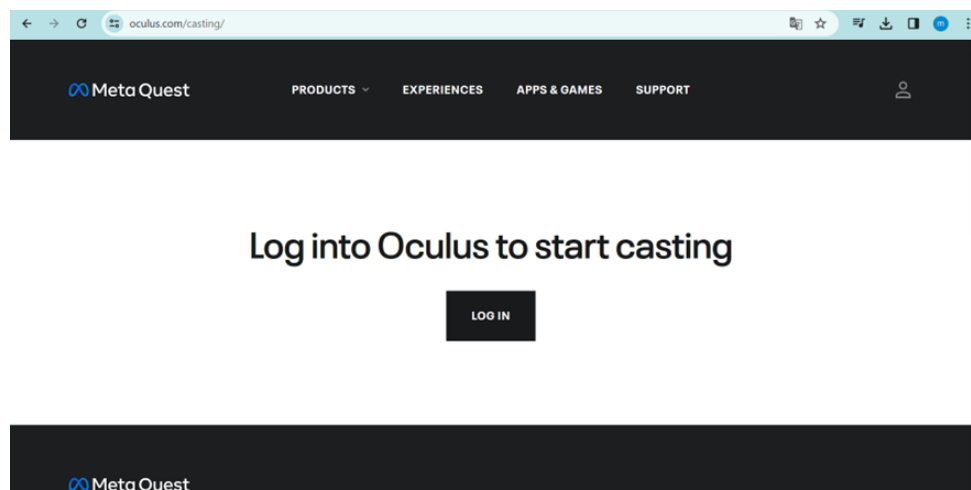 oculus.com/casting/
m
Meta Quest
PRODUCTS
EXPERIENCES
APPS & GAMES
SUPPORT
Log into Oculus to start casting
LOG IN
Meta Quest